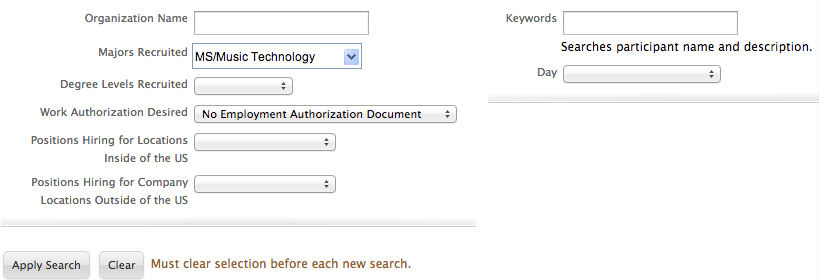 Organization Name
Majors Recruited MS/Music Technology
Degree Levels Recruited
Work Authorization Desired No Employment Authorization Document
Positions Hiring for Locations
Inside of the US
Positions Hiring for Company
Locations Outside of the US
Keywords
Searches participant name and description.
Day
Apply Search Clear Must clear selection before each new search.